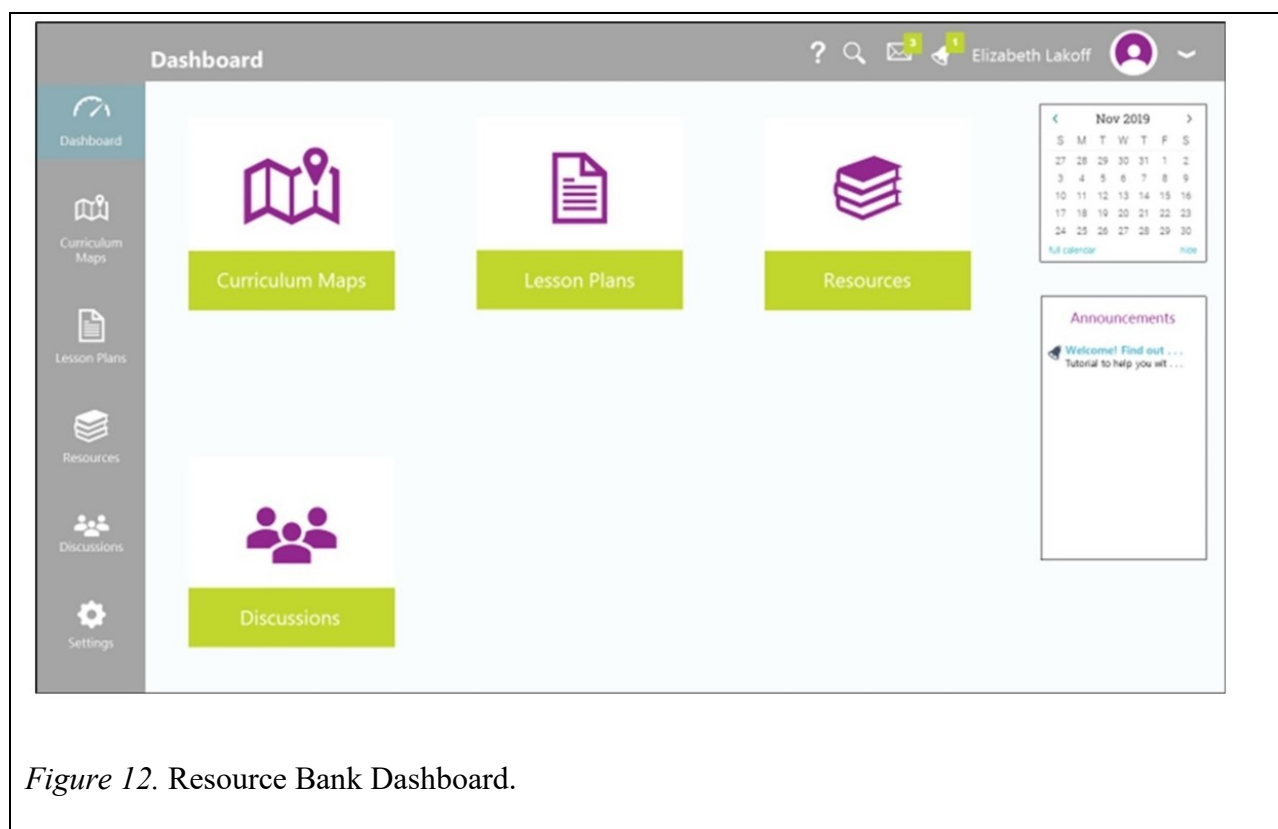 Dashboard
? 3 1 Elizabeth Lakoff
Dashboard
Curriculum
Maps
Lesson Plans
Resources
Discussions
Settings
Curriculum Maps
Lesson Plans
Resources
Discussions
< Nov 2019 >
S M T W T F S
27 28 29 30 31 1 2
3 4 5 6 7 8 9
10 11 12 13 14 15 16
17 18 19 20 21 22 23
24 25 26 27 28 29 30
full calendar hide
Announcements
Welcome! Find out . . .
Tutorial to help you wit . . .
Figure 12. Resource Bank Dashboard.